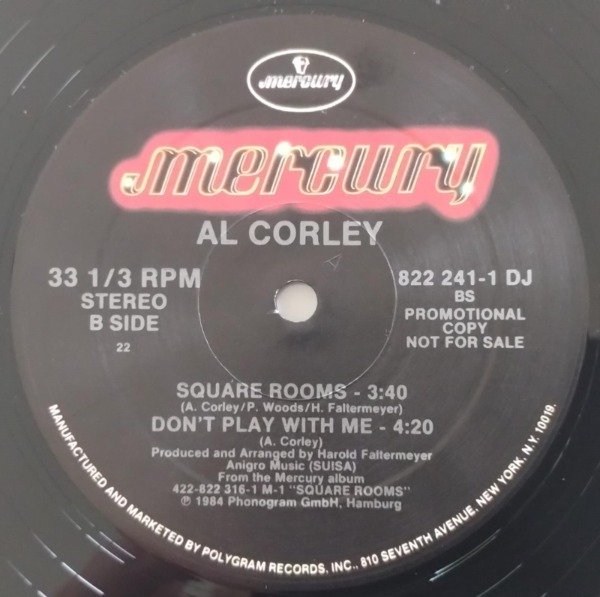 mercury
mercury
AL CORLEY
33 1/3 RPM
STEREO
B SIDE
22
822 241-1 DJ
BS
PROMOTIONAL
COPY
NOT FOR SALE
SQUARE ROOMS - 3:40
(A. Corley/P. Woods/H. Faltermeyer)
DON'T PLAY WITH ME - 4:20
(A. Corley)
Produced and Arranged by Harold Faltermeyer
Anigro Music (SUISA)
From the Mercury album
422-822 316-1 M-1 "SQUARE ROOMS"
℗ 1984 Phonogram GmbH, Hamburg
MANUFACTURED AND MARKETED BY POLYGRAM RECORDS, INC., 810 SEVENTH AVENUE, NEW YORK, N.Y. 10019.